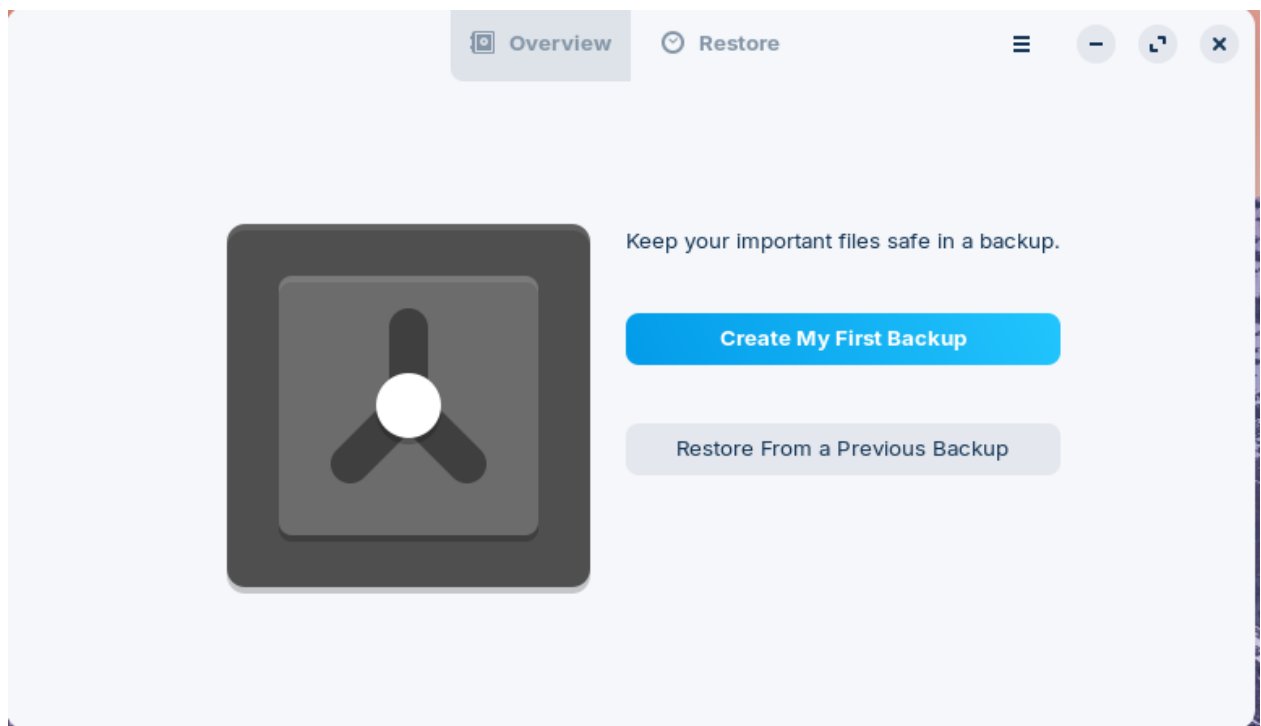 Overview
Restore
Keep your important files safe in a backup.
Create My First Backup
Restore From a Previous Backup